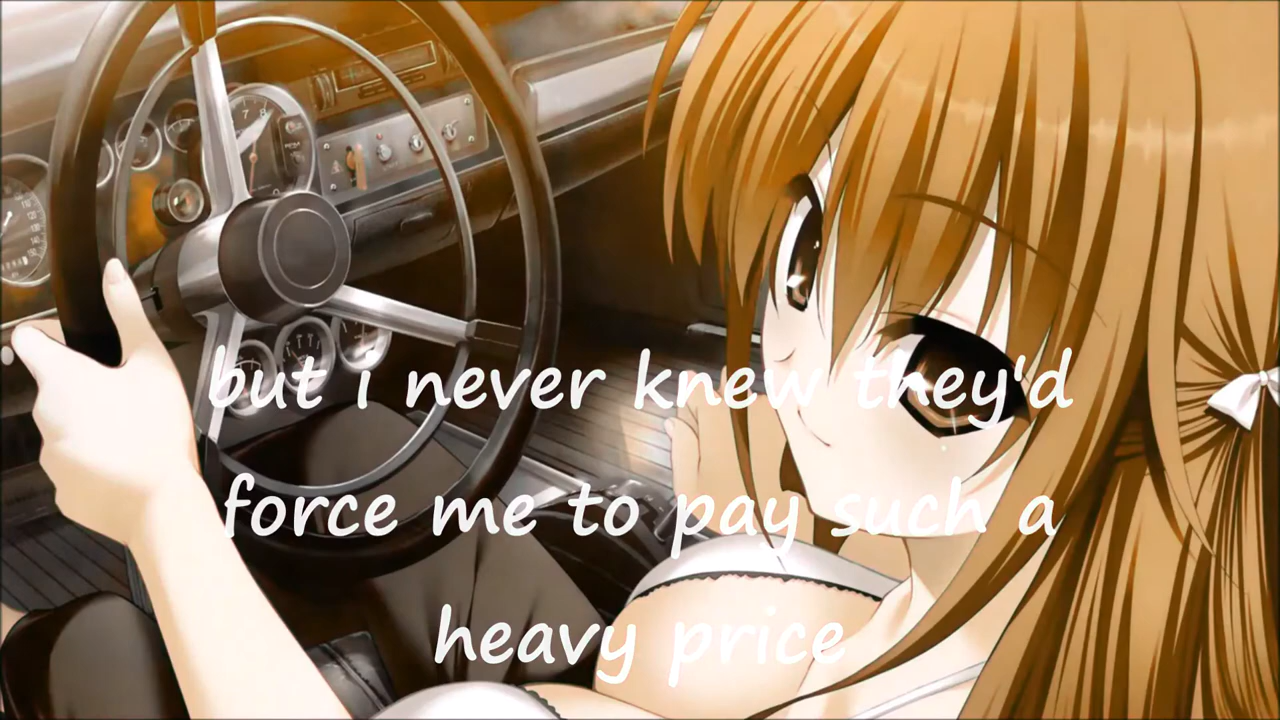 but i never knew they'd
force me to pay such a
heavy price